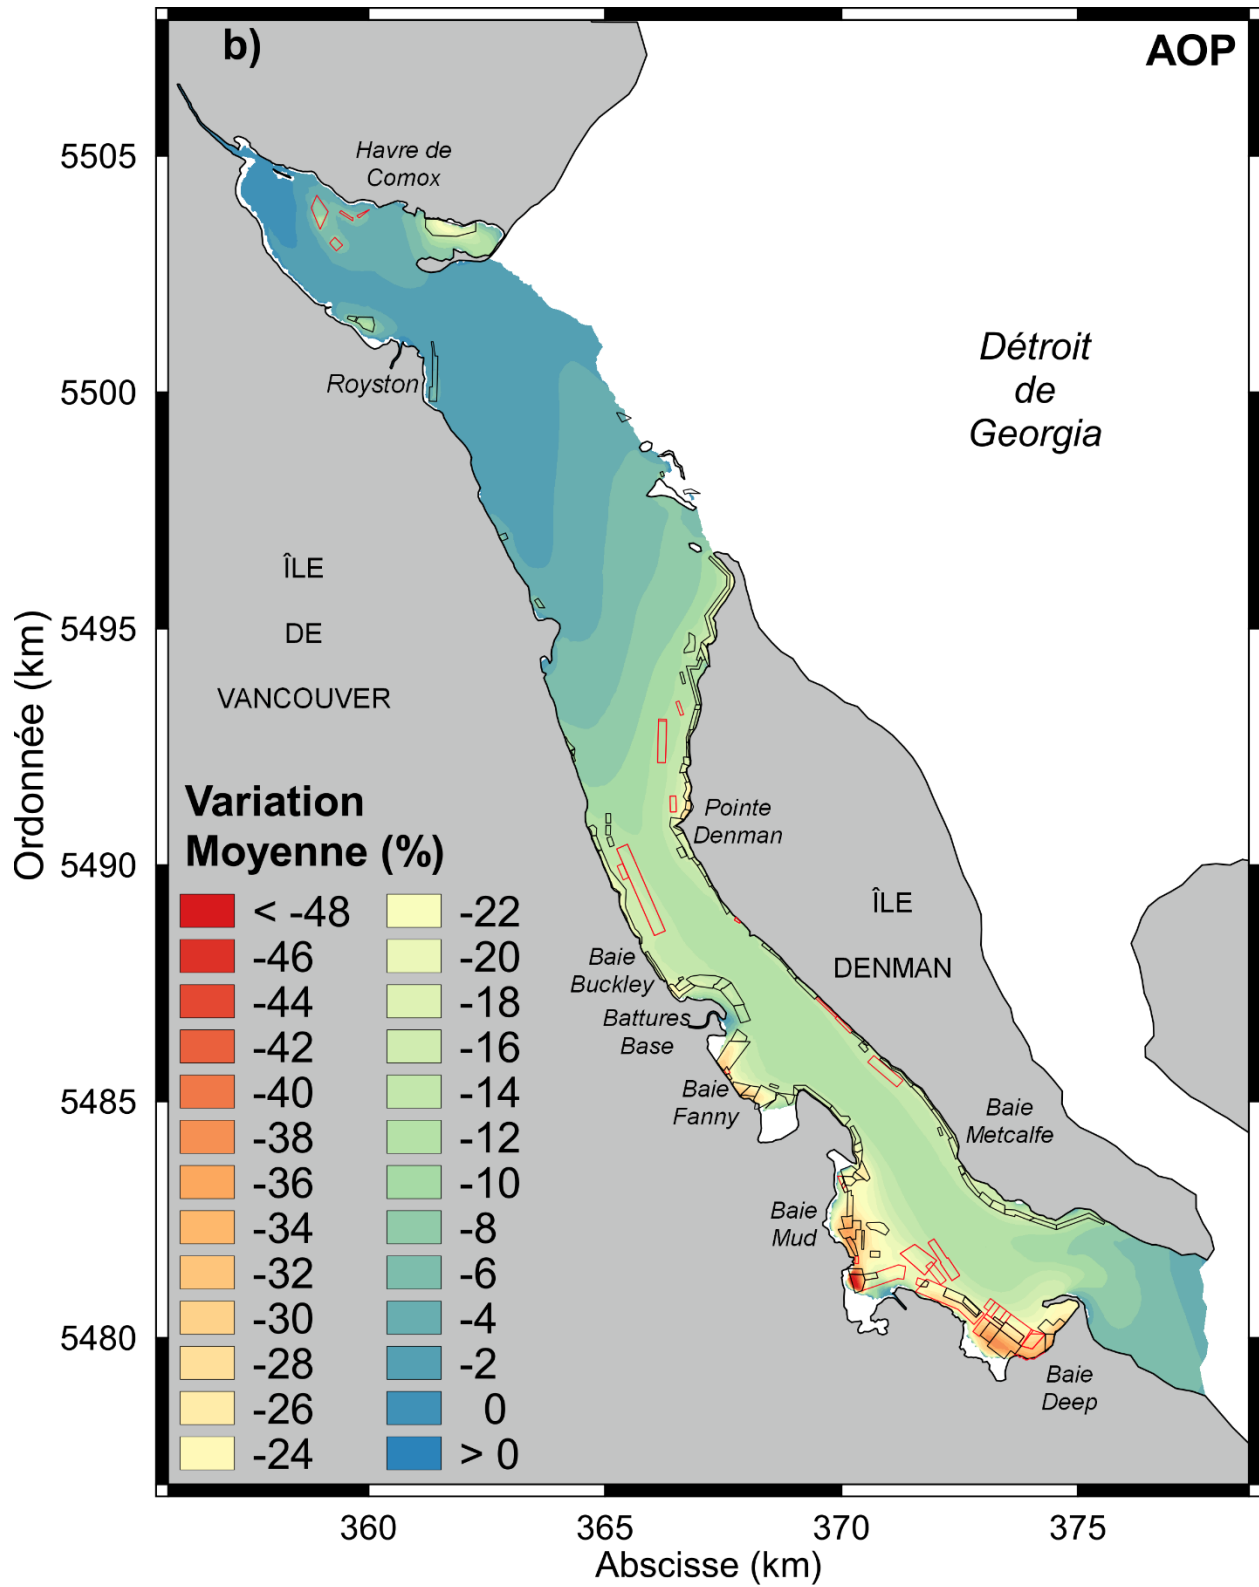 b)
AOP
Havre de
Comox
5505
Détroit
de
Georgia
Royston
5500
ÎLE
DE
VANCOUVER
5495
Ordonnée (km)
Variation
Moyenne (%)
Pointe
Denman
5490
ÎLE
DENMAN
< -48
-46
-44
-42
-40
-38
-36
-34
-32
-30
-28
-26
-24
-22
-20
-18
-16
-14
-12
-10
-8
-6
-4
-2
0
> 0
Baie
Buckley
Battures
Base
Baie
Fanny
5485
Baie
Metcalfe
Baie
Mud
5480
Baie
Deep
360
365
370
375
Abscisse (km)